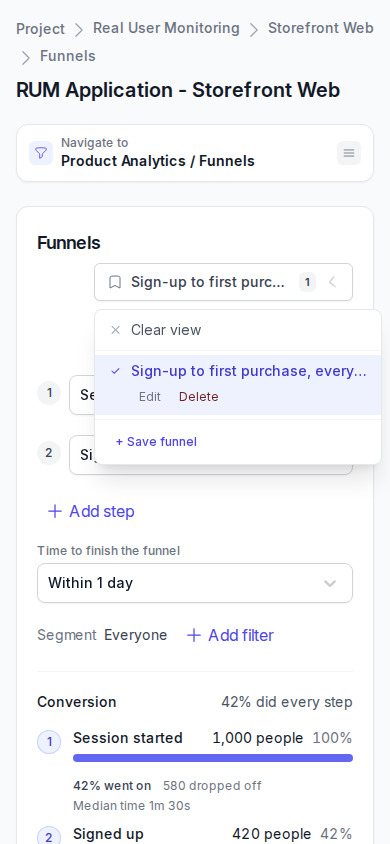 Project > Real User Monitoring > Storefront Web
> Funnels
RUM Application - Storefront Web
Navigate to
Product Analytics / Funnels
Funnels
Sign-up to first purc... 1
Clear view
Sign-up to first purchase, every...
Edit Delete
+ Save funnel
1 Se
2
+ Add step
Time to finish the funnel
Within 1 day
Segment Everyone + Add filter
Conversion 42% did every step
1 Session started 1,000 people 100%
42% went on 580 dropped off
Median time 1m 30s
2 Signed up 420 people 42%